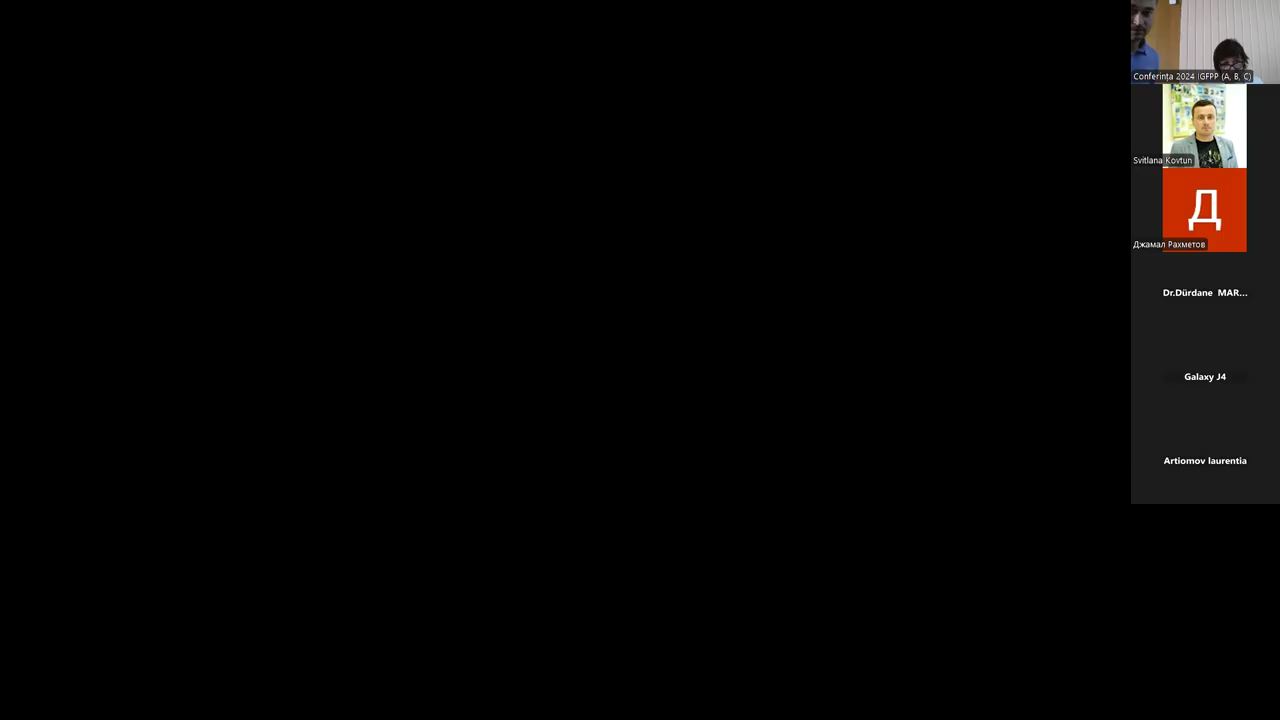 Conferința 2024 IGFPP (A, B, C)
Svitlana Kovtun
Д
Джамал Рахметов
Dr.Dürdane MAR...
Galaxy J4
Artiomov laurentia